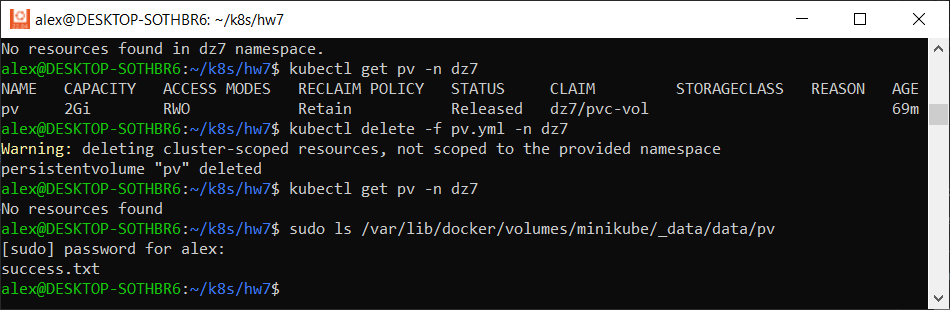 alex@DESKTOP-SOTHBR6: ~/k8s/hw7
No resources found in dz7 namespace.
alex@DESKTOP-SOTHBR6:~/k8s/hw7$ kubectl get pv -n dz7
NAME   CAPACITY   ACCESS MODES   RECLAIM POLICY   STATUS     CLAIM         STORAGECLASS   REASON   AGE
pv     2Gi        RWO            Retain           Released   dz7/pvc-vol                           69m
alex@DESKTOP-SOTHBR6:~/k8s/hw7$ kubectl delete -f pv.yml -n dz7
Warning: deleting cluster-scoped resources, not scoped to the provided namespace
persistentvolume "pv" deleted
alex@DESKTOP-SOTHBR6:~/k8s/hw7$ kubectl get pv -n dz7
No resources found
alex@DESKTOP-SOTHBR6:~/k8s/hw7$ sudo ls /var/lib/docker/volumes/minikube/_data/data/pv
[sudo] password for alex:
success.txt
alex@DESKTOP-SOTHBR6:~/k8s/hw7$